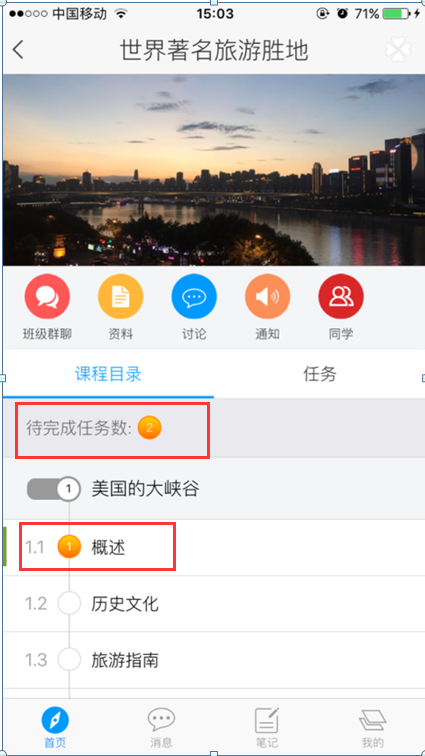 中国移动 15:03 71%
世界著名旅游胜地
班级群聊 资料 讨论 通知 同学
课程目录 任务
待完成任务数: 2
1 美国的大峡谷
1.1 1 概述
1.2 历史文化
1.3 旅游指南
首页 消息 笔记 我的